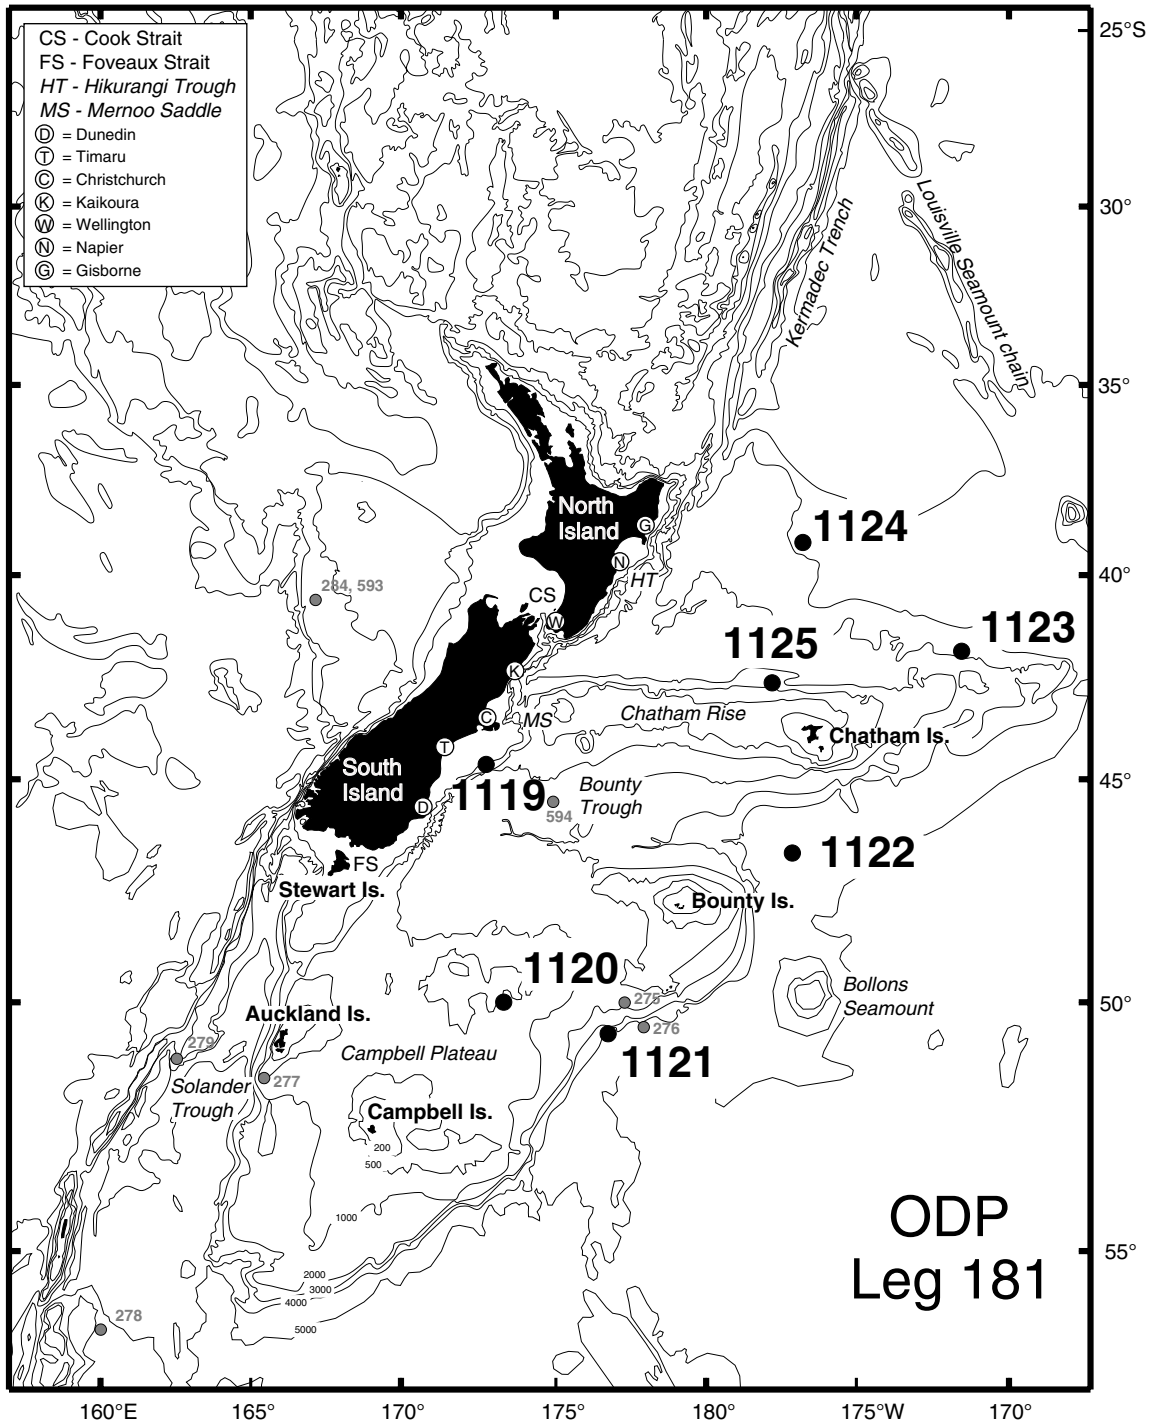 CS - Cook Strait
FS - Foveaux Strait
HT - Hikurangi Trough
MS - Mernoo Saddle
D = Dunedin
T = Timaru
C = Christchurch
K = Kaikoura
W = Wellington
N = Napier
G = Gisborne
25°S
30°
Kermadec Trench
Louisville Seamount chain
35°
North
Island
G
1124
N
HT
40°
284, 593
CS
W
1125
1123
K
C
MS
Chatham Rise
Chatham Is.
T
South
Island
45°
1119
Bounty
Trough
594
D
1122
FS
Stewart Is.
Bounty Is.
1120
275
Bollons
Seamount
50°
Auckland Is.
276
279
Campbell Plateau
1121
277
Solander
Trough
Campbell Is.
200
500
1000
ODP
Leg 181
55°
2000
3000
4000
5000
278
160°E
165°
170°
175°
180°
175°W
170°